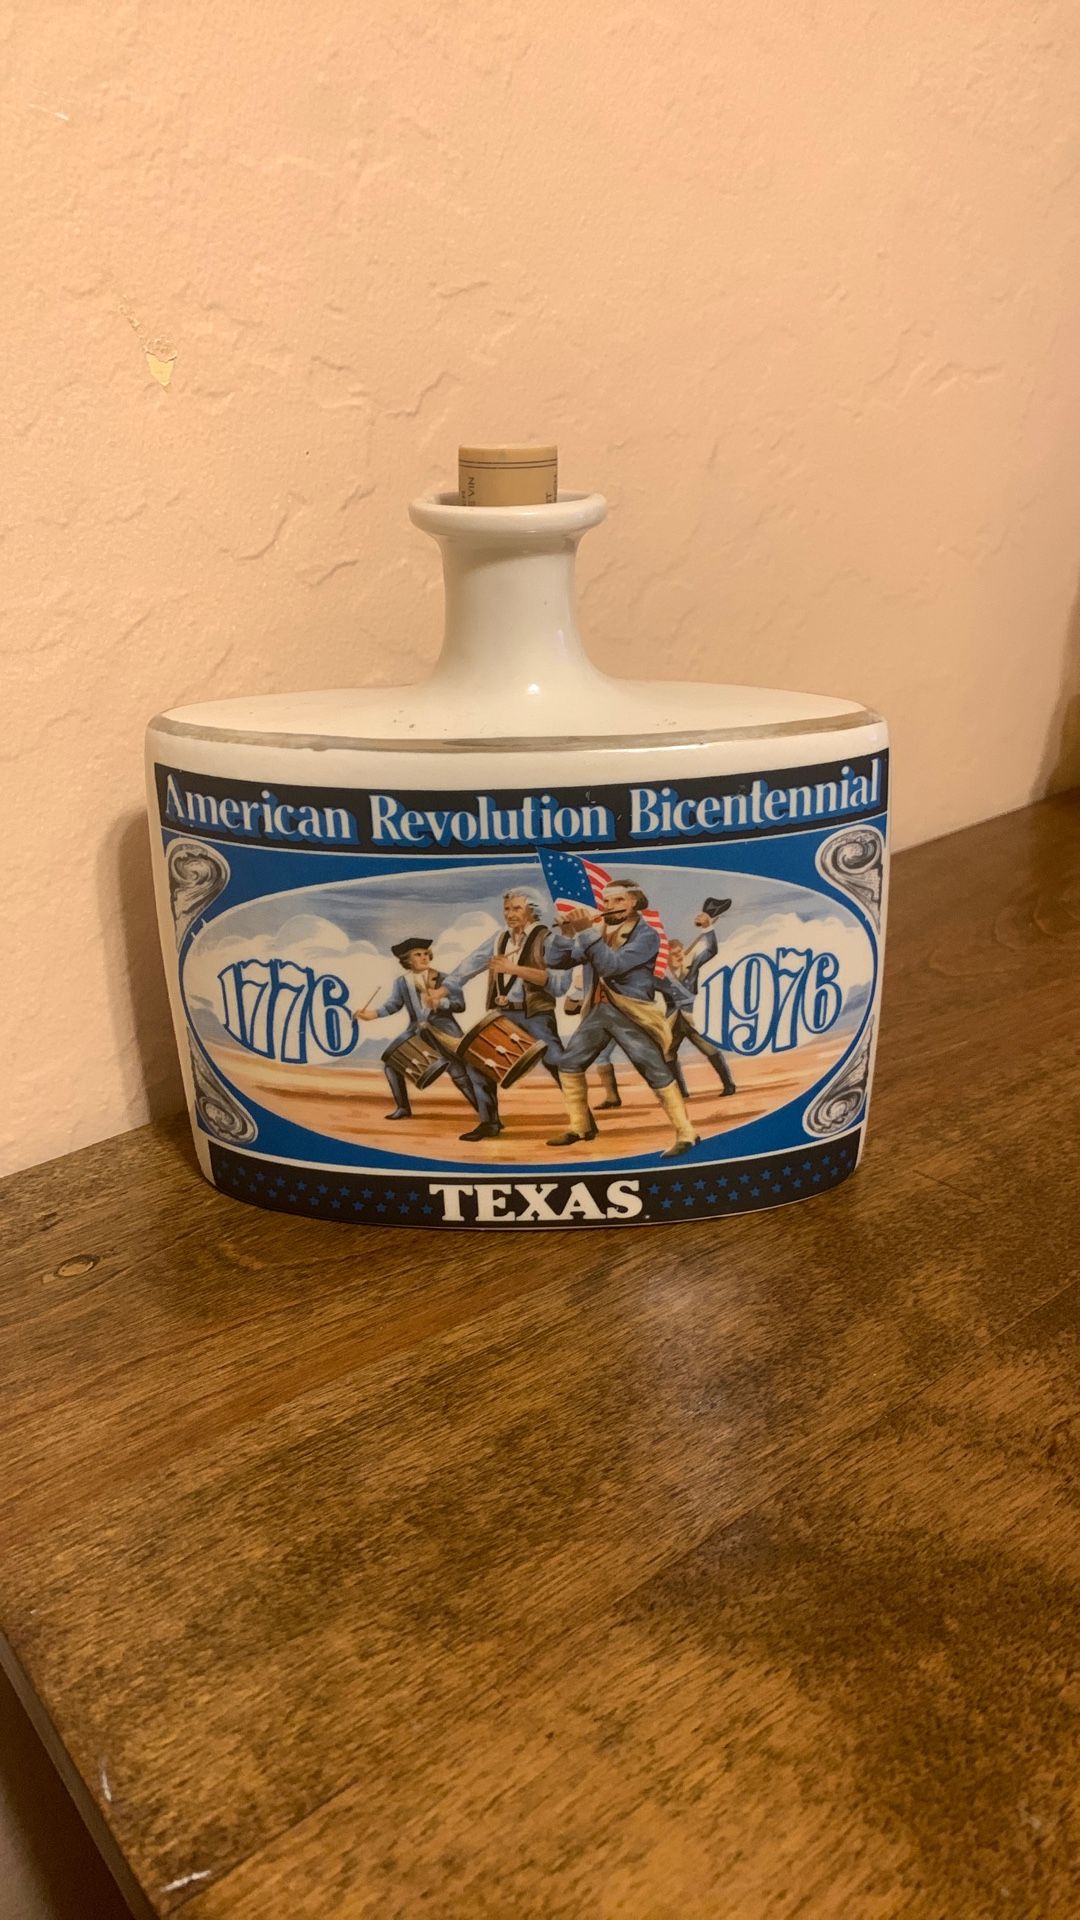 American Revolution Bicentennial
1776 1976
TEXAS